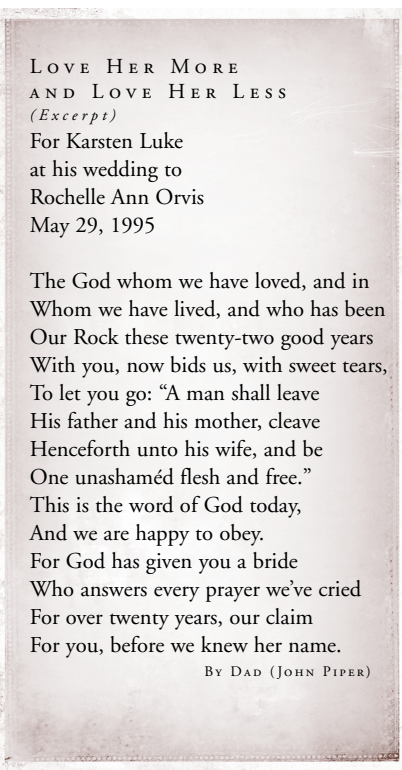 Love Her More
and Love Her Less
(Excerpt)
For Karsten Luke
at his wedding to
Rochelle Ann Orvis
May 29, 1995
The God whom we have loved, and in
Whom we have lived, and who has been
Our Rock these twenty-two good years
With you, now bids us, with sweet tears,
To let you go: “A man shall leave
His father and his mother, cleave
Henceforth unto his wife, and be
One unashaméd flesh and free.”
This is the word of God today,
And we are happy to obey.
For God has given you a bride
Who answers every prayer we’ve cried
For over twenty years, our claim
For you, before we knew her name.
By Dad (John Piper)